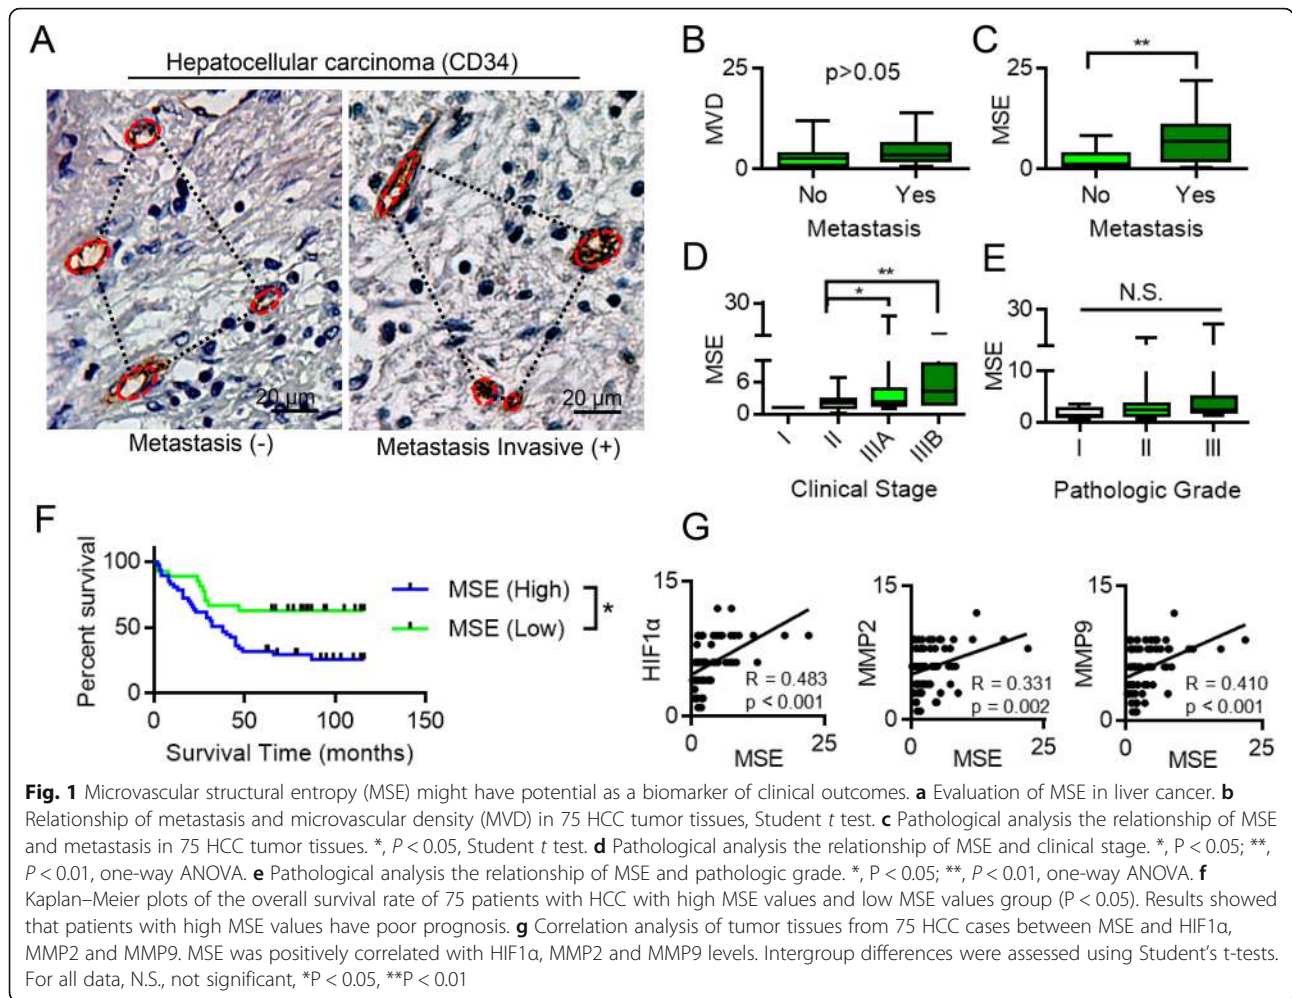 A
Hepatocellular carcinoma (CD34)
20 µm
20 µm
Metastasis (-)
Metastasis Invasive (+)
B
MVD
25
0
p>0.05
No
Yes
Metastasis
C
MSE
25
0
**
No
Yes
Metastasis
D
MSE
30
6
0
*
**
I
II
IIIA
IIIB
Clinical Stage
E
MSE
30
10
0
N.S.
I
II
III
Pathologic Grade
F
Percent survival
100
50
0
0
50
100
150
Survival Time (months)
MSE (High)
MSE (Low)
*
G
HIF1α
15
0
R = 0.483
p < 0.001
0
25
MSE
MMP2
15
0
R = 0.331
p = 0.002
0
25
MSE
MMP9
15
0
R = 0.410
p < 0.001
0
25
MSE
Fig. 1 Microvascular structural entropy (MSE) might have potential as a biomarker of clinical outcomes. a Evaluation of MSE in liver cancer. b
Relationship of metastasis and microvascular density (MVD) in 75 HCC tumor tissues, Student t test. c Pathological analysis the relationship of MSE
and metastasis in 75 HCC tumor tissues. *, P < 0.05, Student t test. d Pathological analysis the relationship of MSE and clinical stage. *, P < 0.05; **,
P < 0.01, one-way ANOVA. e Pathological analysis the relationship of MSE and pathologic grade. *, P < 0.05; **, P < 0.01, one-way ANOVA. f
Kaplan–Meier plots of the overall survival rate of 75 patients with HCC with high MSE values and low MSE values group (P < 0.05). Results showed
that patients with high MSE values have poor prognosis. g Correlation analysis of tumor tissues from 75 HCC cases between MSE and HIF1α,
MMP2 and MMP9. MSE was positively correlated with HIF1α, MMP2 and MMP9 levels. Intergroup differences were assessed using Student's t-tests.
For all data, N.S., not significant, *P < 0.05, **P < 0.01